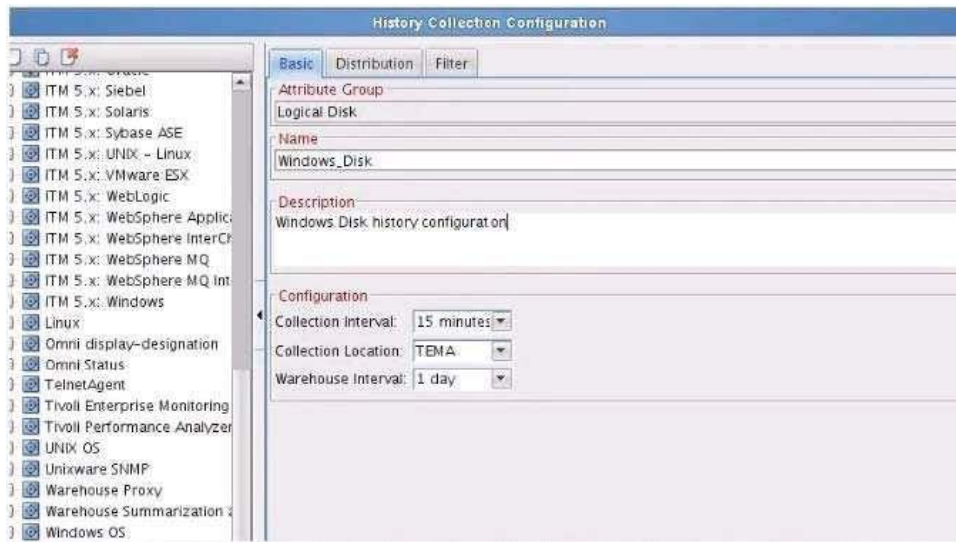 History Collection Configuration
ITM 5.x: Siebel
ITM 5.x: Solaris
ITM 5.x: Sybase ASE
ITM 5.x: UNIX - Linux
ITM 5.x: VMware ESX
ITM 5.x: WebLogic
ITM 5.x: WebSphere Applic
ITM 5.x: WebSphere InterCh
ITM 5.x: WebSphere MQ
ITM 5.x: WebSphere MQ Int
ITM 5.x: Windows
Linux
Omni display-designation
Omni Status
TelnetAgent
Tivoli Enterprise Monitoring
Tivoli Performance Analyzer
UNIX OS
Unixware SNMP
Warehouse Proxy
Warehouse Summarization
Windows OS
Basic Distribution Filter
Attribute Group
Logical Disk
Name
Windows_Disk
Description
Windows Disk history configuraton
Configuration
Collection Interval: 15 minutes
Collection Location: TEMA
Warehouse Interval: 1 day